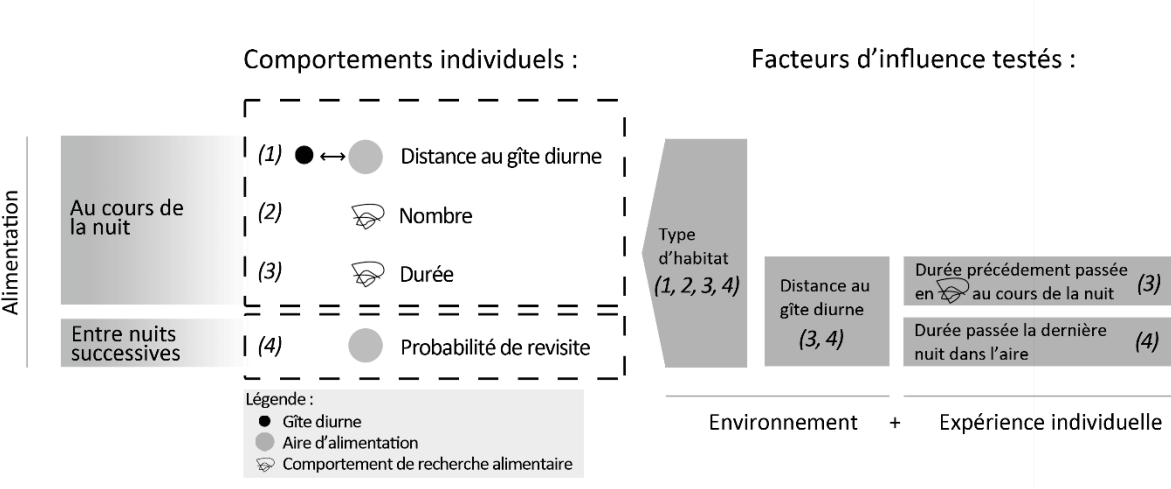 Comportements individuels :
Facteurs d'influence testés :
Alimentation
Au cours de
la nuit
(1)
Distance au gîte diurne
(2)
Nombre
(3)
Durée
Entre nuits
successives
(4)
Probabilité de revisite
Type
d'habitat
(1, 2, 3, 4)
Distance au
gîte diurne
(3, 4)
Durée précédement passée
en au cours de la nuit
(3)
Durée passée la dernière
nuit dans l'aire
(4)
Environnement
+
Expérience individuelle
Légende :
Gîte diurne
Aire d'alimentation
Comportement de recherche alimentaire